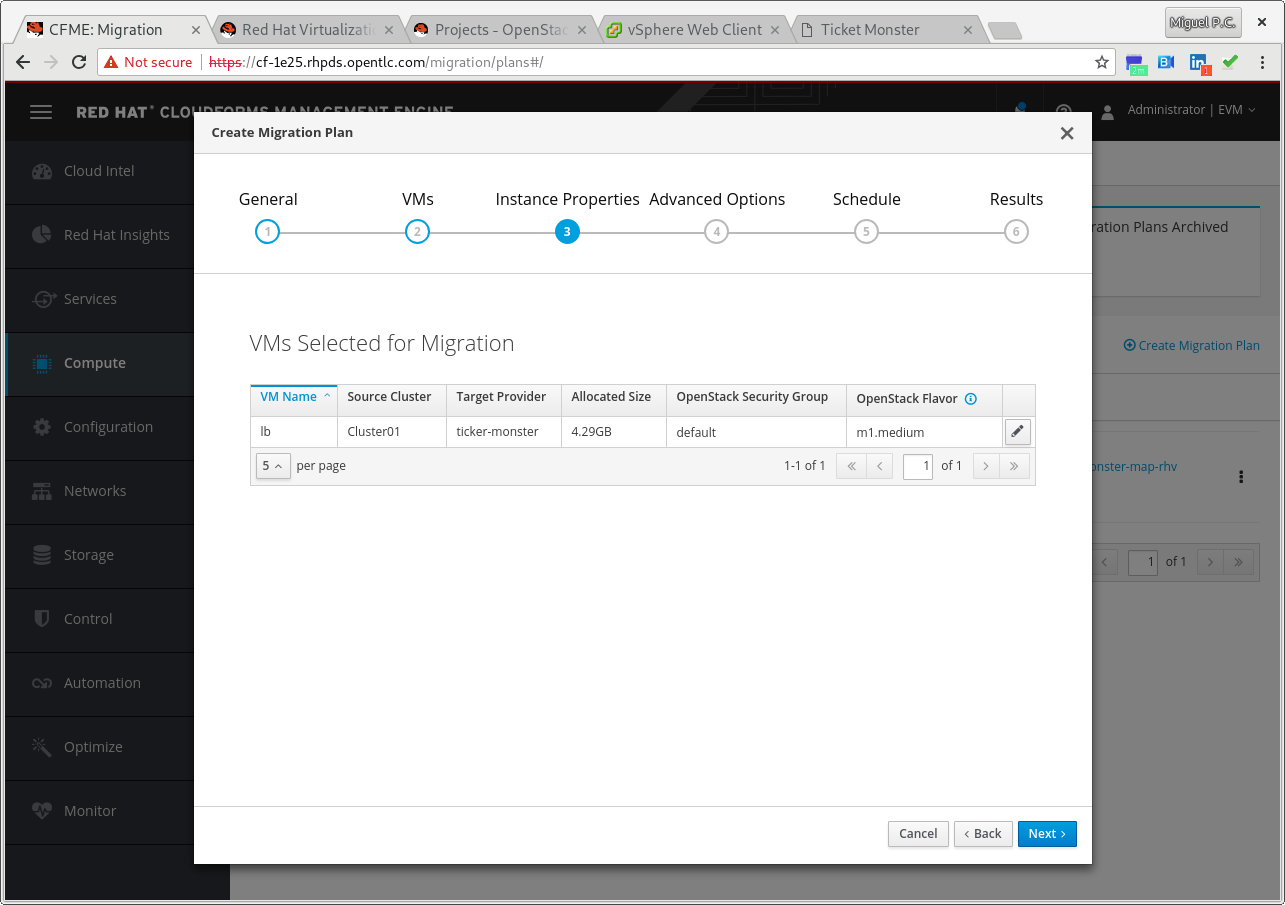 CFME: Migration
Red Hat Virtualizati
Projects - OpenStac
vSphere Web Client
Ticket Monster
Miguel P.C.
Not secure
https://cf-1e25.rhpds.opentlc.com/migration/plans#/
2m
1
RED HAT® CLOUDFORMS MANAGEMENT ENGINE
Administrator | EVM
Cloud Intel
Red Hat Insights
Services
Compute
Configuration
Networks
Storage
Control
Automation
Optimize
Monitor
Create Migration Plan
General
VMs
Instance Properties
Advanced Options
Schedule
Results
1
2
3
4
5
6
VMs Selected for Migration
VM Name Source Cluster Target Provider Allocated Size OpenStack Security Group OpenStack Flavor
lb Cluster01 ticker-monster 4.29GB default m1.medium
5 per page 1-1 of 1 1 of 1
Cancel
Back
Next
ration Plans Archived
Create Migration Plan
onster-map-rhv
1 of 1